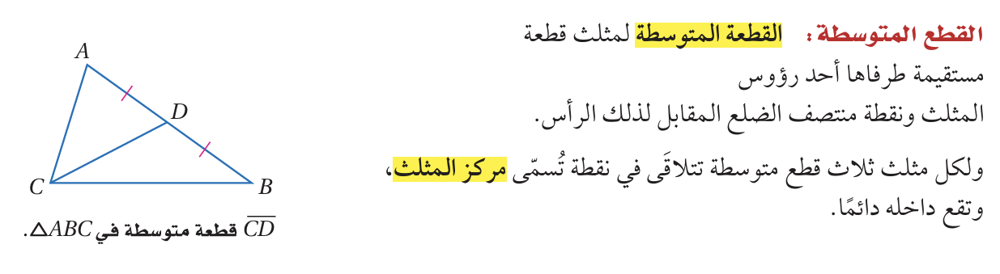 القطع المتوسطة: القطعة المتوسطة لمثلث قطعة
مستقيمة طرفاها أحد رؤوس
المثلث ونقطة منتصف الضلع المقابل لذلك الرأس.
ولكل مثلث ثلاث قطع متوسطة تتلاقَى في نقطة تُسمّى مركز المثلث،
وتقع داخله دائمًا.
A
D
C
B
CD قطعة متوسطة في △ABC.